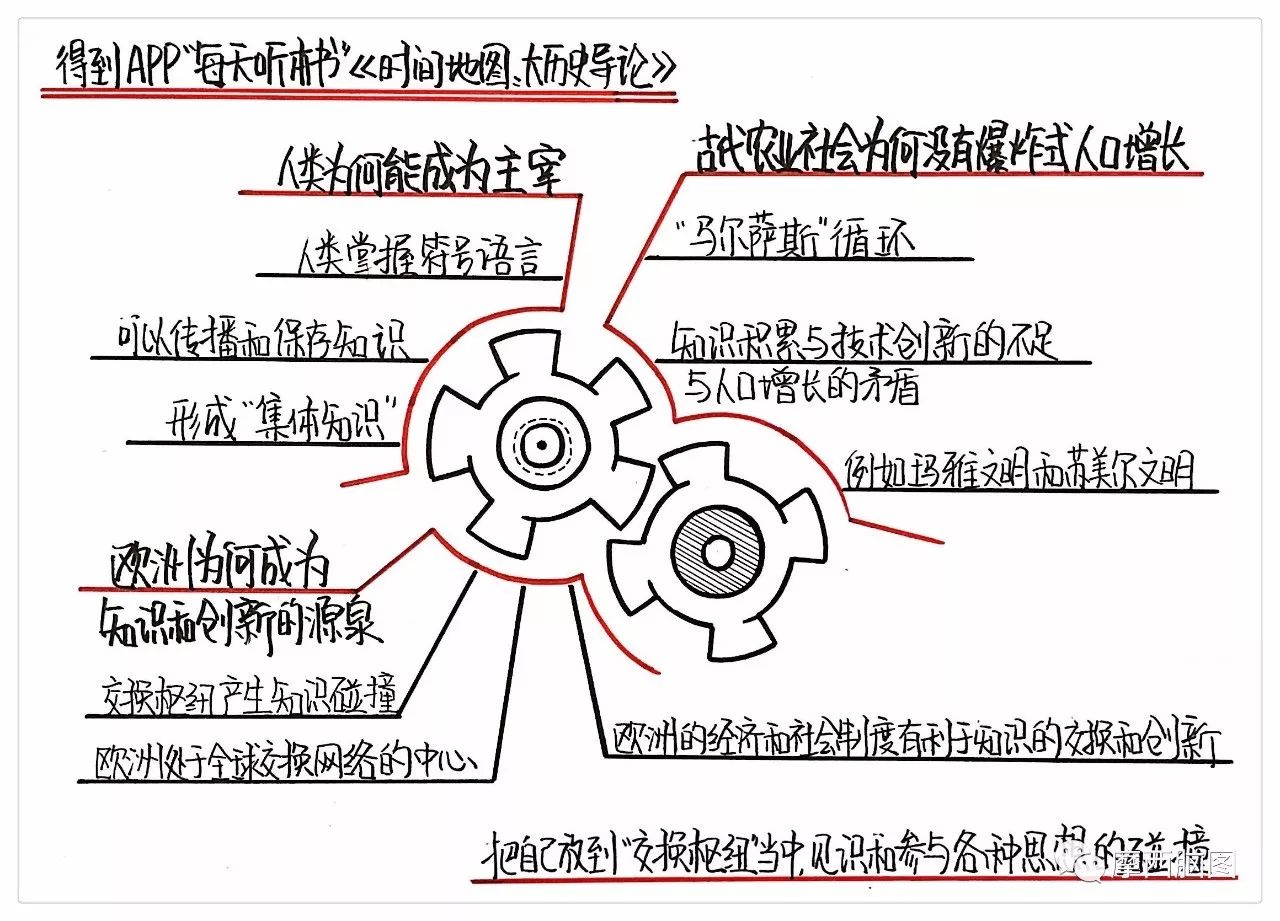 得到APP“每天听本书”《时间地图:大历史导论》
人类为何能成为主宰
人类掌握符号语言
可以传播和保存知识
形成“集体知识”
古代农业社会为何没有爆炸式人口增长
“马尔萨斯”循环
知识积累与技术创新的不足
与人口增长的矛盾
例如玛雅文明和苏美尔文明
欧洲为何成为
知识和创新的源泉
交换枢纽产生知识碰撞
欧洲处于全球交换网络的中心
欧洲的经济和社会制度有利于知识的交换和创新
把自己放到“交换枢纽”当中,见识和参与各种思想的碰撞
摩西脑图